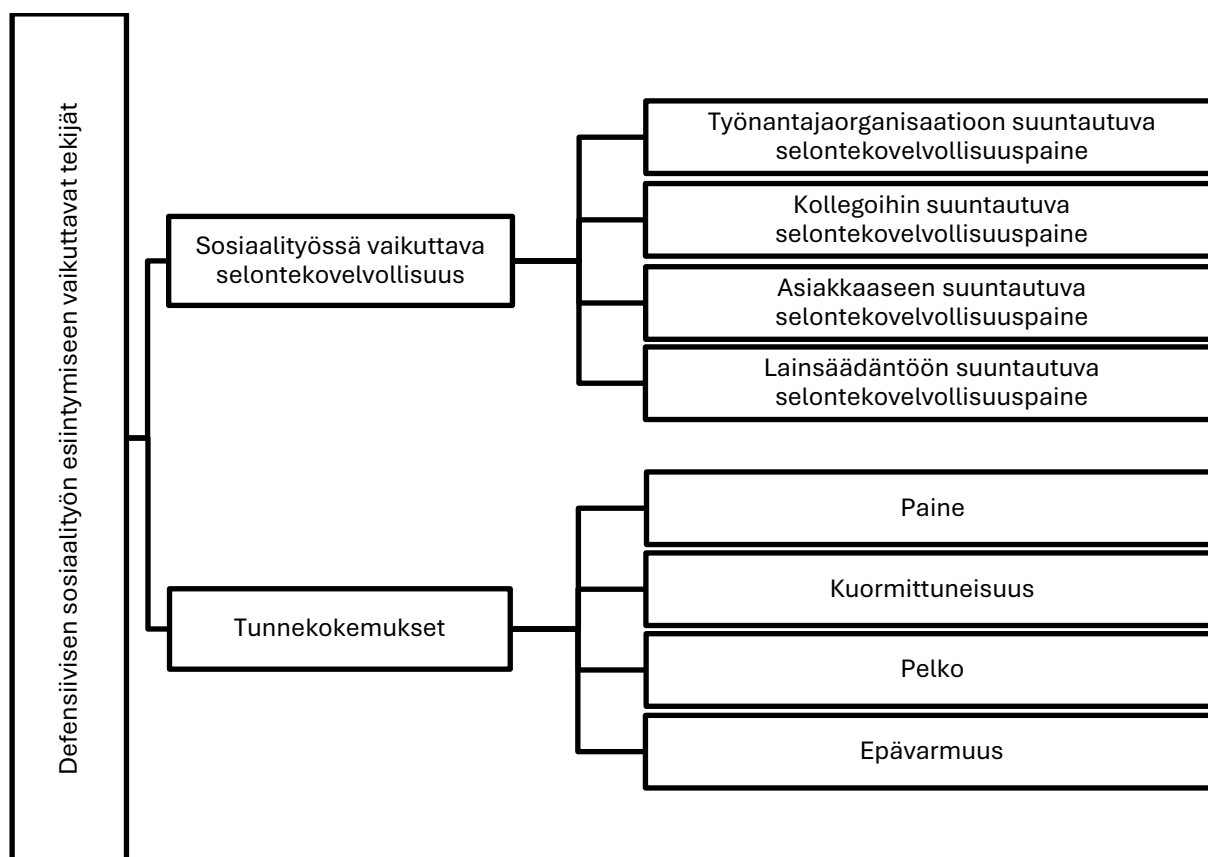 Defensiivisen sosiaalityön esiintymiseen vaikuttavat tekijät
Sosiaalityössä vaikuttava
selontekovelvollisuus
Työnantajaorganisaatioon suuntautuva
selontekovelvollisuuspaine
Kollegoihin suuntautuva
selontekovelvollisuuspaine
Asiakkaaseen suuntautuva
selontekovelvollisuuspaine
Lainsäädäntöön suuntautuva
selontekovelvollisuuspaine
Tunnekokemukset
Paine
Kuormittuneisuus
Pelko
Epävarmuus